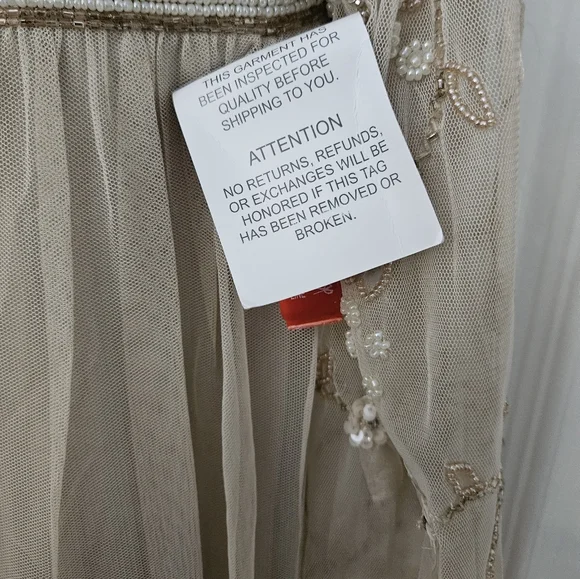 THIS GARMENT HAS
BEEN INSPECTED FOR
QUALITY BEFORE
SHIPPING TO YOU.
ATTENTION
NO RETURNS, REFUNDS,
OR EXCHANGES WILL BE
HONORED IF THIS TAG
HAS BEEN REMOVED OR
BROKEN.